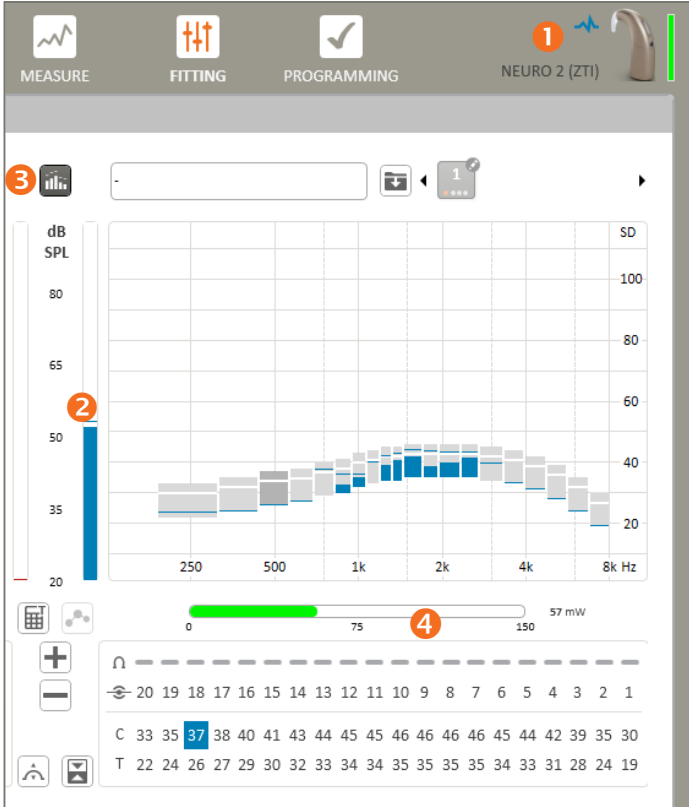 1
MEASURE FITTING PROGRAMMING NEURO 2 (ZTI)
3 - 1
dB SPL SD
100
80 80
65
2 60
50
40
35
20
20
250 500 1k 2k 4k 8k Hz
T 57 mW
0 75 4 150
20 19 18 17 16 15 14 13 12 11 10 9 8 7 6 5 4 3 2 1
C 33 35 37 38 40 41 43 44 45 45 46 46 46 46 45 44 42 39 35 30
T 22 24 26 27 29 30 32 33 34 34 35 35 35 35 34 33 31 28 24 19